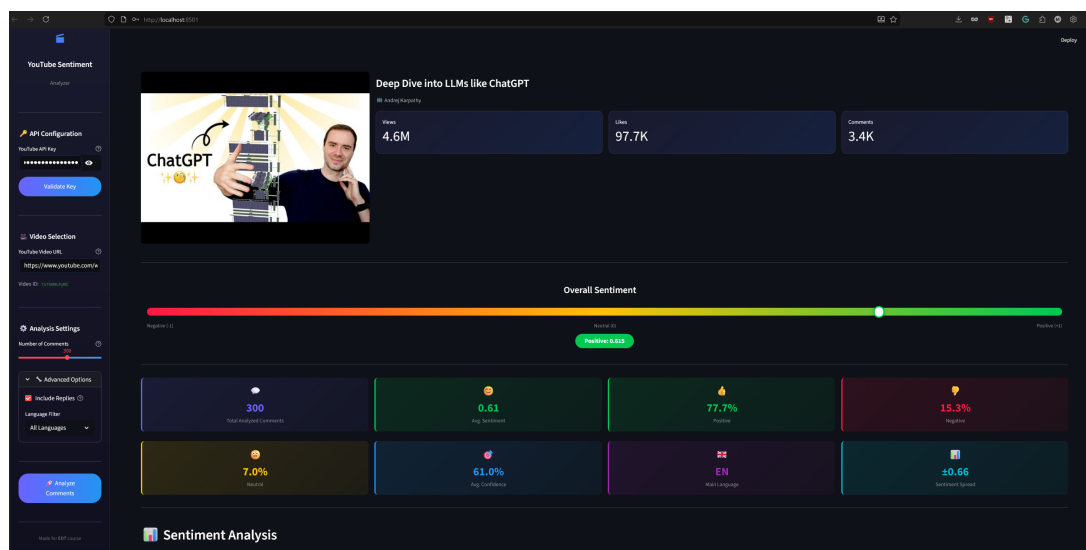 http://localhost:8501
Deploy
YouTube Sentiment
Analyzer
API Configuration
YouTube API Key
Validate Key
Video Selection
YouTube Video URL
https://www.youtube.com/w
Video ID:
Analysis Settings
Number of Comments
300
Advanced Options
Include Replies
Language Filter
All Languages
Analyze
Comments
Made for EDT course
ChatGPT
Deep Dive into LLMs like ChatGPT
Andrej Karpathy
Views
4.6M
Likes
97.7K
Comments
3.4K
Overall Sentiment
Negative (-1)
Neutral (0)
Positive (+1)
Positive: 0.615
300
Total Analyzed Comments
0.61
Avg. Sentiment
77.7%
Positive
15.3%
Negative
7.0%
Neutral
61.0%
Avg. Confidence
EN
Main Language
±0.66
Sentiment Spread
Sentiment Analysis